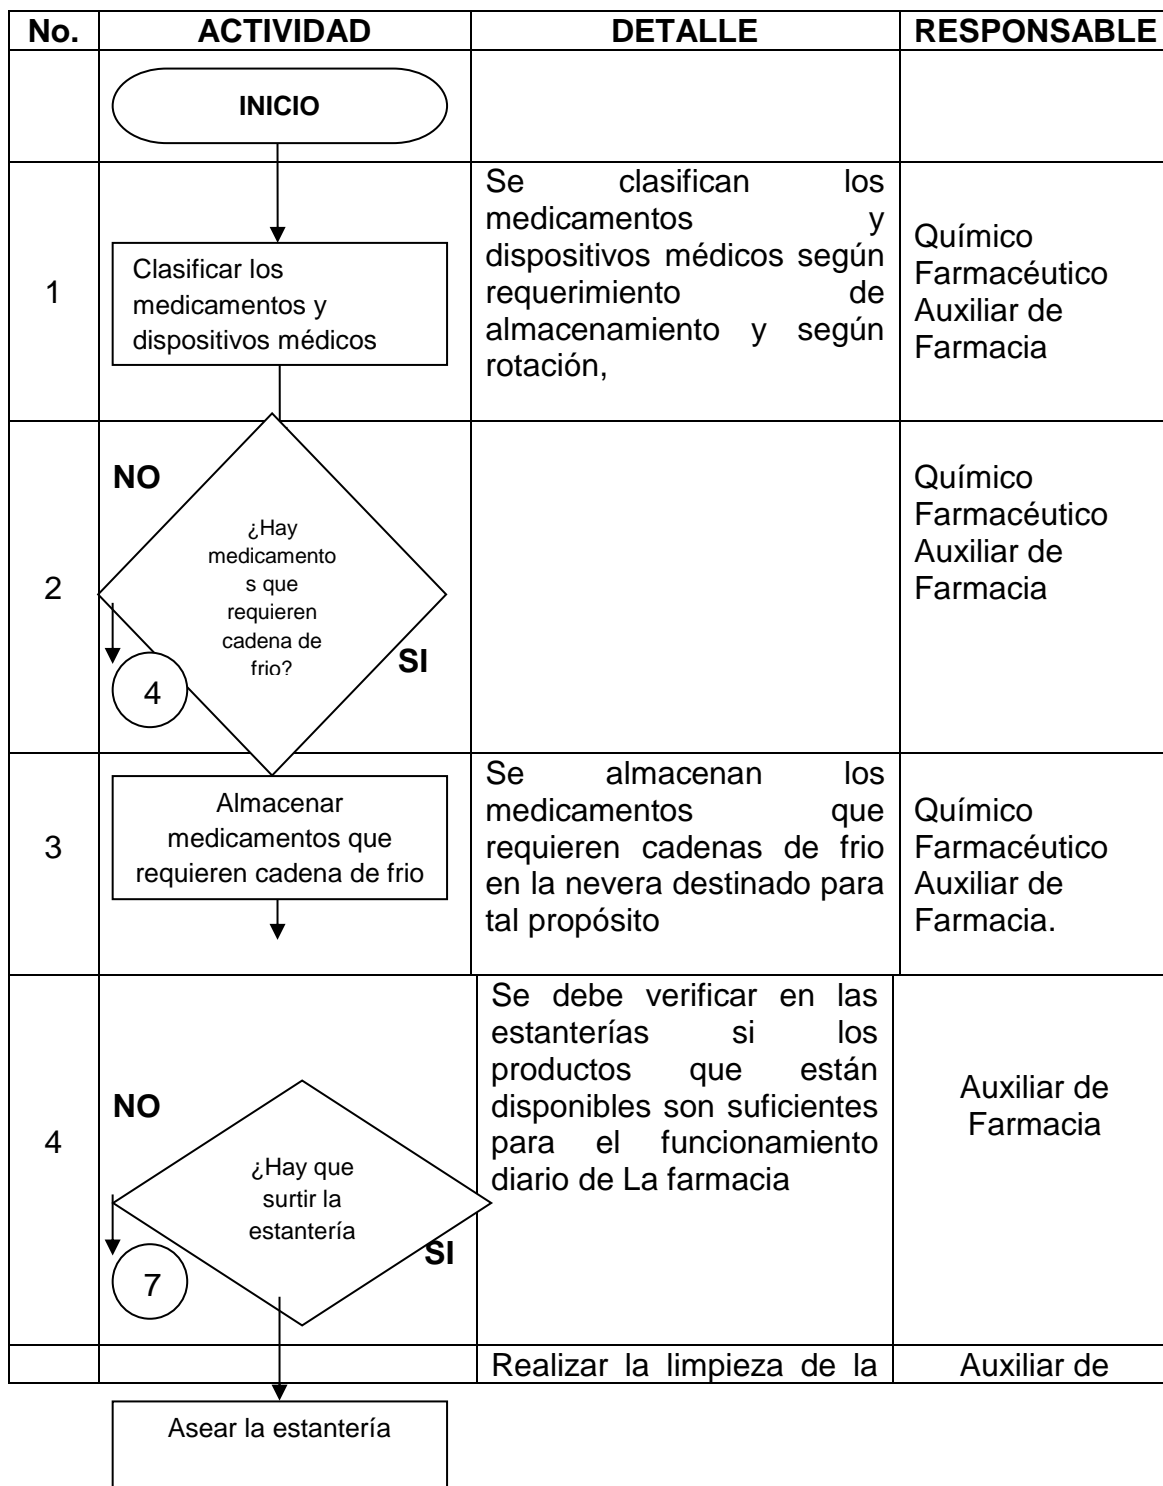 No. ACTIVIDAD DETALLE RESPONSABLE
INICIO
1
Clasificar los
medicamentos y
dispositivos médicos
Se clasifican los
medicamentos y
dispositivos médicos según
requerimiento de
almacenamiento y según
rotación,
Químico
Farmacéutico
Auxiliar de
Farmacia
2
NO
¿Hay
medicamento
s que
requieren
cadena de
frio?
SI
4
Químico
Farmacéutico
Auxiliar de
Farmacia
3
Almacenar
medicamentos que
requieren cadena de frio
Se almacenan los
medicamentos que
requieren cadenas de frio
en la nevera destinado para
tal propósito
Químico
Farmacéutico
Auxiliar de
Farmacia.
4
NO
¿Hay que
surtir la
estantería
SI
7
Se debe verificar en las
estanterías si los
productos que están
disponibles son suficientes
para el funcionamiento
diario de La farmacia
Auxiliar de
Farmacia
Realizar la limpieza de la
Auxiliar de
Asear la estantería